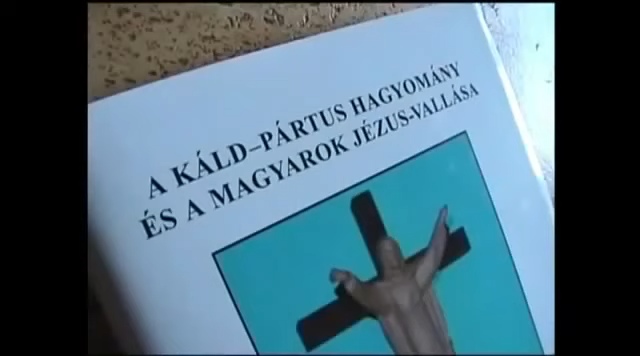 A KÁLD–PÁRTUS HAGYOMÁNY
ÉS A MAGYAROK JÉZUS-VALLÁSA